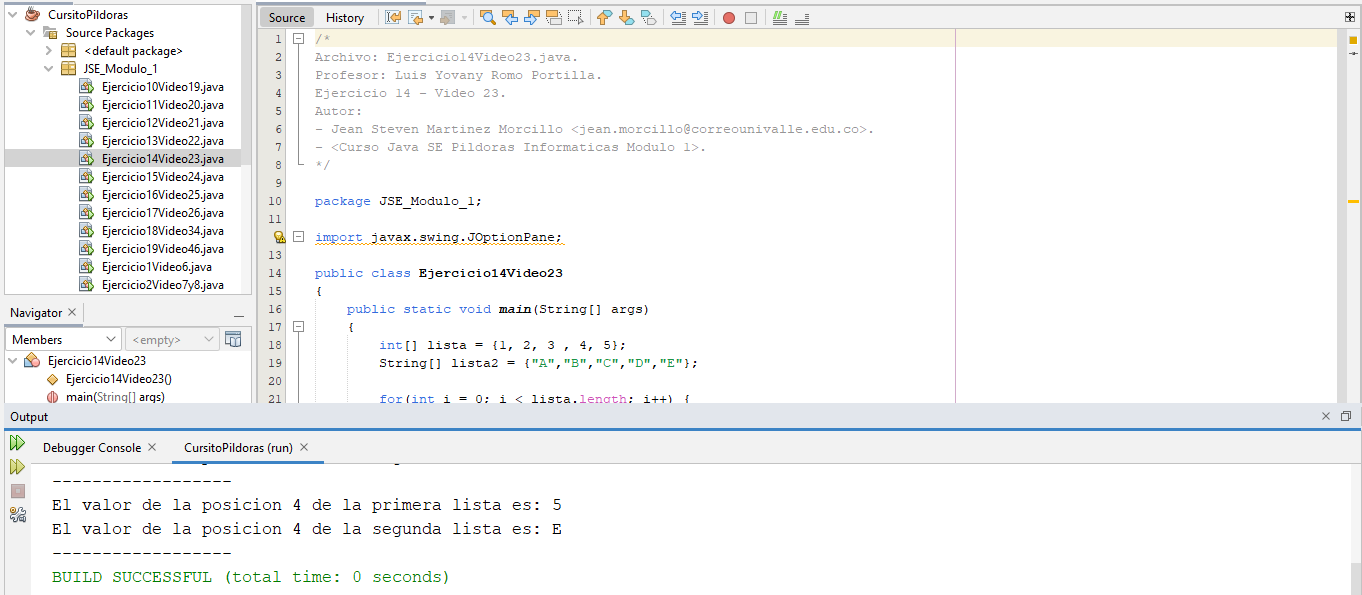 CursitoPildoras
Source Packages
<default package>
JSE_Modulo_1
Ejercicio10Video19.java
Ejercicio11Video20.java
Ejercicio12Video21.java
Ejercicio13Video22.java
Ejercicio14Video23.java
Ejercicio15Video24.java
Ejercicio16Video25.java
Ejercicio17Video26.java
Ejercicio18Video34.java
Ejercicio19Video46.java
Ejercicio1Video6.java
Ejercicio2Video7y8.java
Navigator
Members <empty>
Ejercicio14Video23
Ejercicio14Video23()
main(String[] args)
Source History
1 /*
2 Archivo: Ejercicio14Video23.java.
3 Profesor: Luis Yovany Romo Portilla.
4 Ejercicio 14 - Video 23.
5 Autor:
6 - Jean Steven Martinez Morcillo <jean.morcillo@correounivalle.edu.co>.
7 - <Curso Java SE Pildoras Informaticas Modulo 1>.
8 */
9
10 package JSE_Modulo_1;
11
import javax.swing.JOptionPane;
13
14 public class Ejercicio14Video23
15 {
16 public static void main(String[] args)
17 {
18 int[] lista = {1, 2, 3 , 4, 5};
19 String[] lista2 = {"A","B","C","D","E"};
20
21 for(int i = 0; i < lista.length; i++) {
Output
Debugger Console CursitoPildoras (run)
------------------
El valor de la posicion 4 de la primera lista es: 5
El valor de la posicion 4 de la segunda lista es: E
------------------
BUILD SUCCESSFUL (total time: 0 seconds)